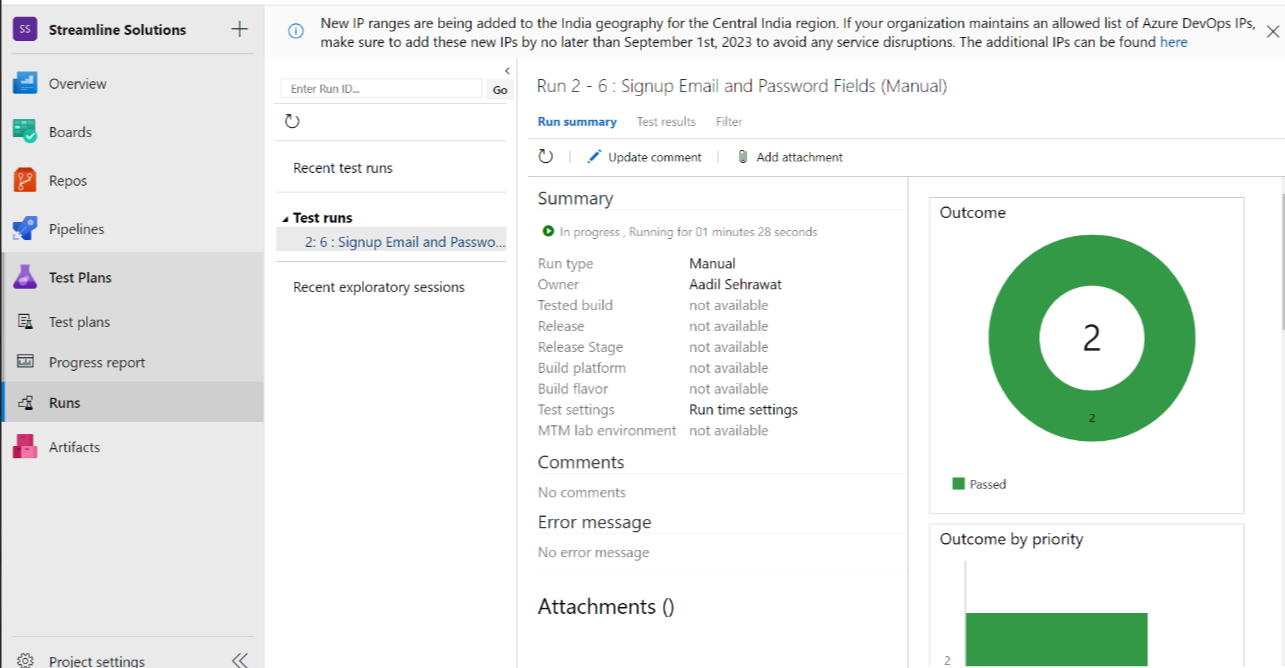 SS Streamline Solutions +
New IP ranges are being added to the India geography for the Central India region. If your organization maintains an allowed list of Azure DevOps IPs,
make sure to add these new IPs by no later than September 1st, 2023 to avoid any service disruptions. The additional IPs can be found here
Overview
Boards
Repos
Pipelines
Test Plans
Test plans
Progress report
Runs
Artifacts
Project settings
Enter Run ID...
Go
Recent test runs
Test runs
2: 6 : Signup Email and Passwo...
Recent exploratory sessions
Run 2 - 6 : Signup Email and Password Fields (Manual)
Run summary Test results Filter
Update comment Add attachment
Summary
In progress , Running for 01 minutes 28 seconds
Run type Manual
Owner Aadil Sehrawat
Tested build not available
Release not available
Release Stage not available
Build platform not available
Build flavor not available
Test settings Run time settings
MTM lab environment not available
Comments
No comments
Error message
No error message
Attachments ()
Outcome
2
2
Passed
Outcome by priority
2